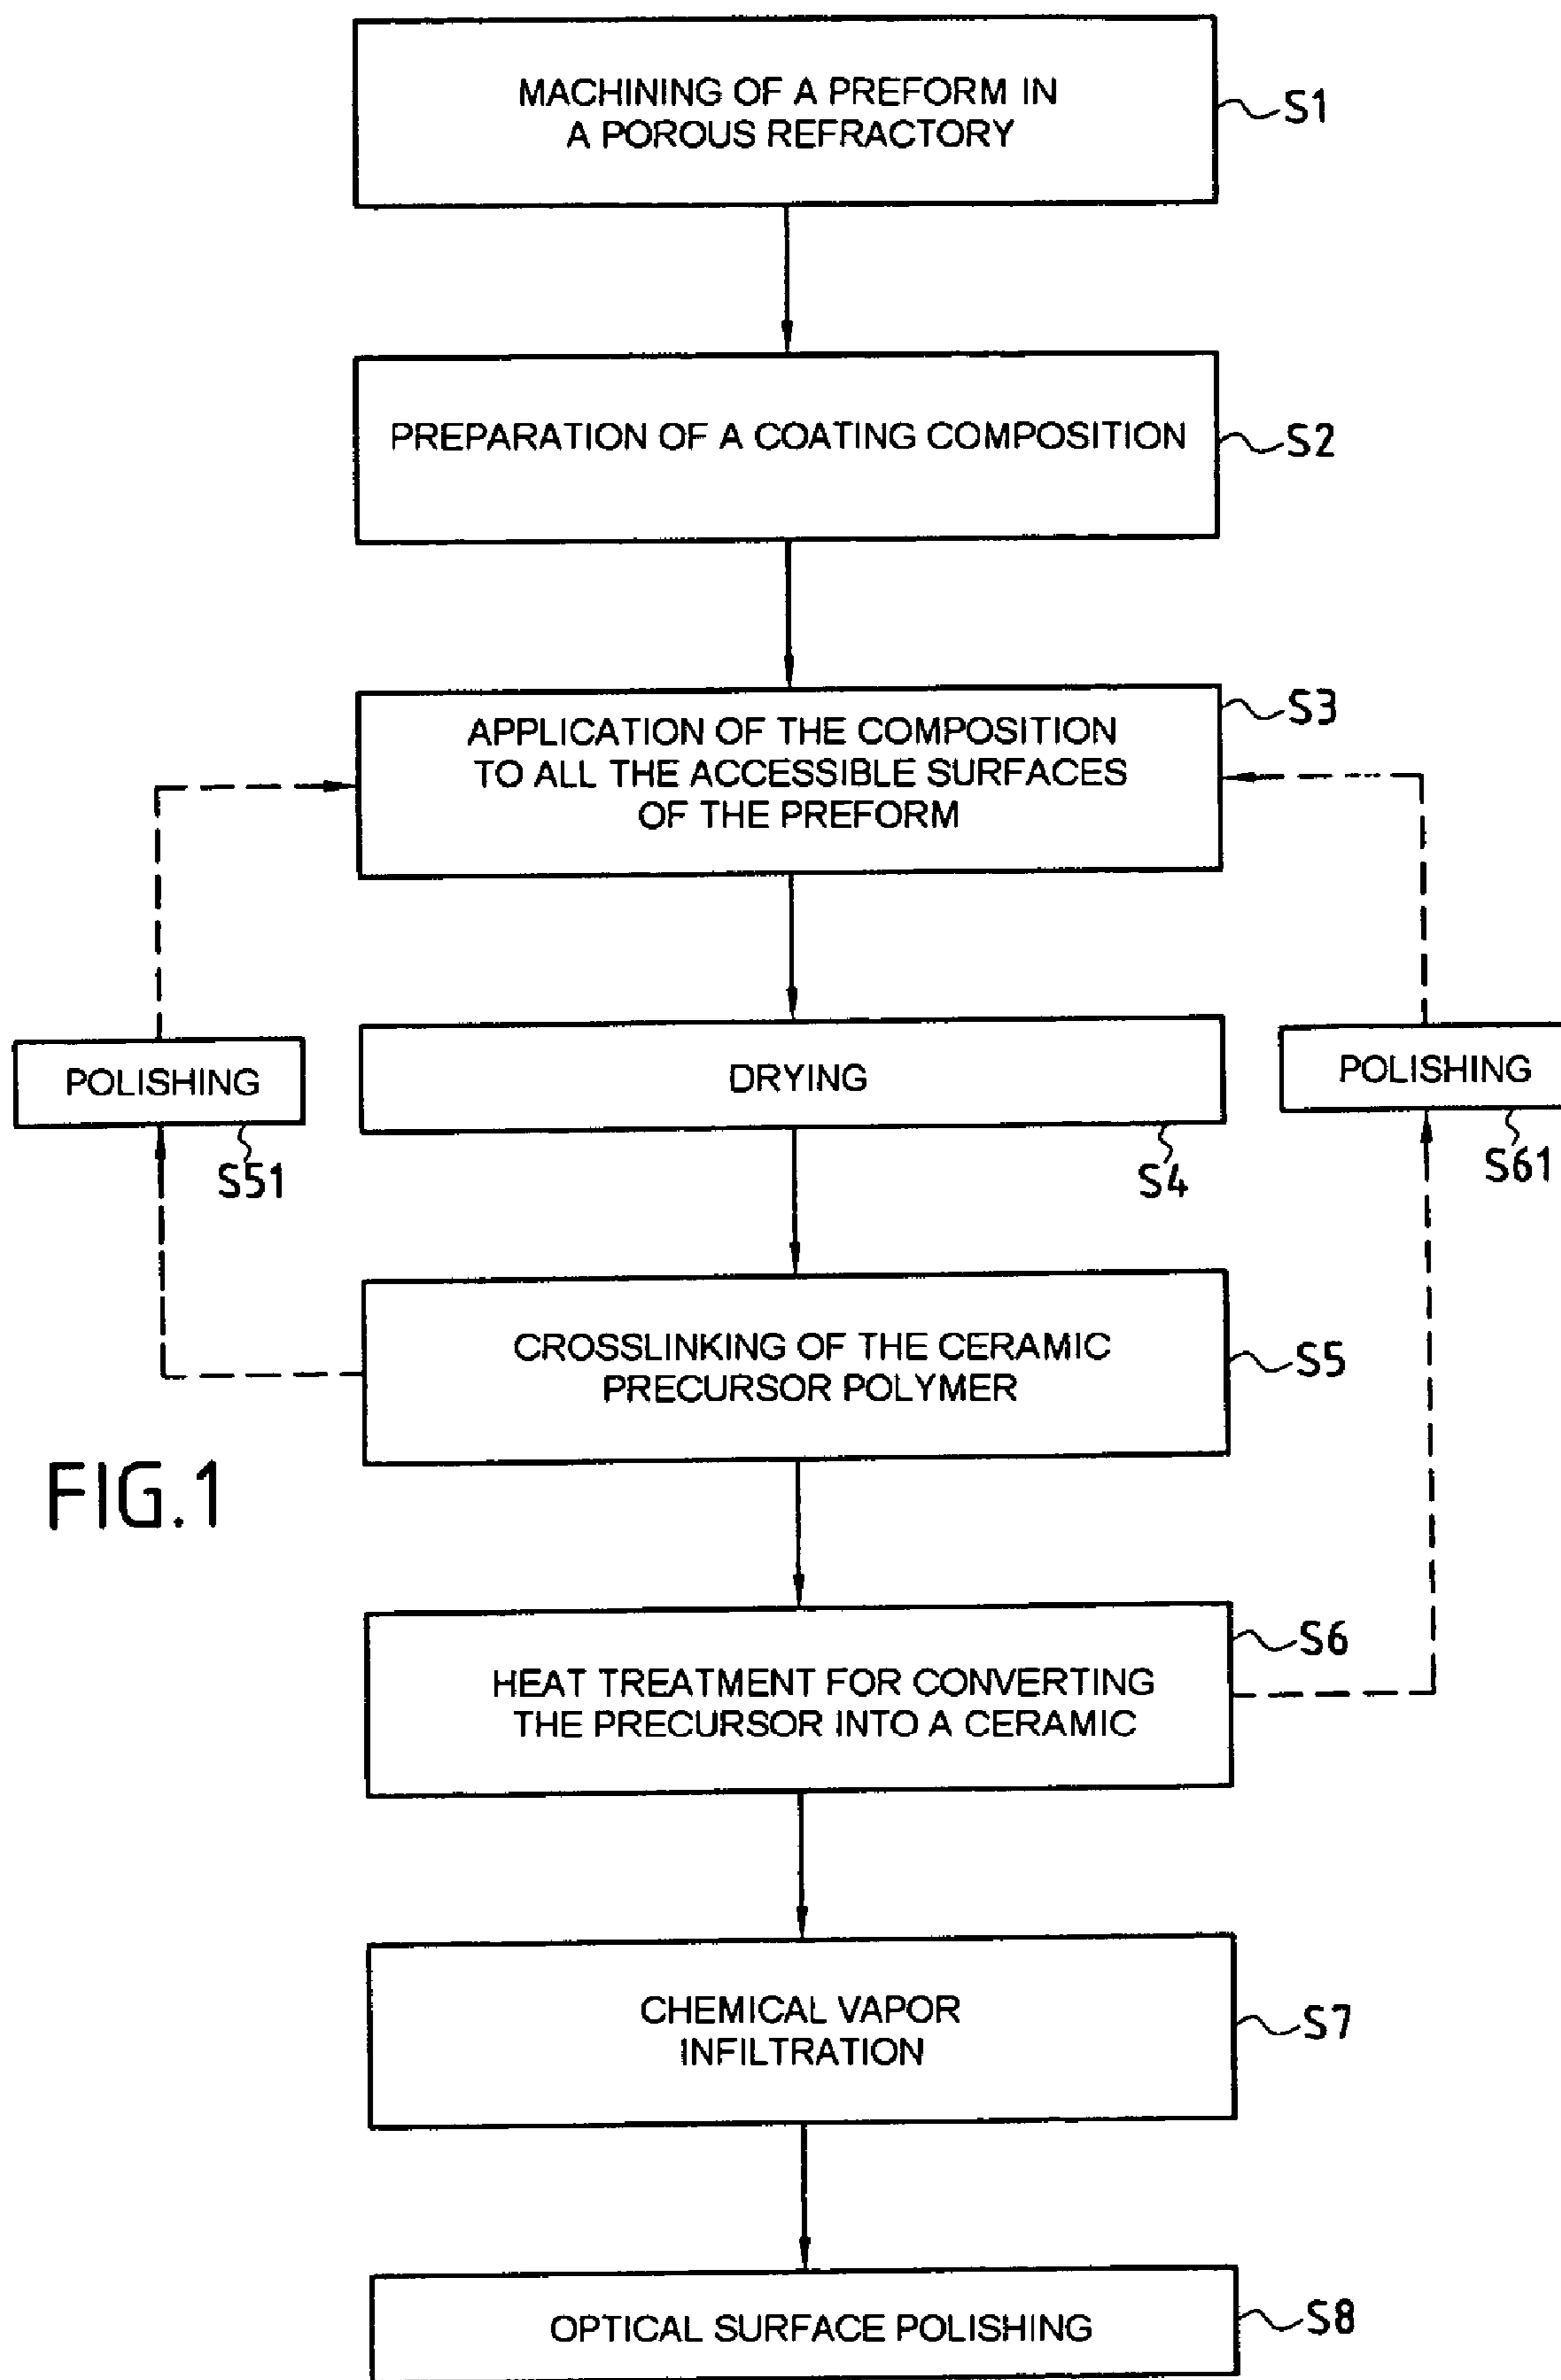 MACHINING OF A PREFORM IN
A POROUS REFRACTORY
S1
PREPARATION OF A COATING COMPOSITION
S2
APPLICATION OF THE COMPOSITION
TO ALL THE ACCESSIBLE SURFACES
OF THE PREFORM
S3
POLISHING
S51
DRYING
S4
POLISHING
S61
CROSSLINKING OF THE CERAMIC
PRECURSOR POLYMER
S5
FIG.1
HEAT TREATMENT FOR CONVERTING
THE PRECURSOR INTO A CERAMIC
S6
CHEMICAL VAPOR
INFILTRATION
S7
OPTICAL SURFACE POLISHING
S8